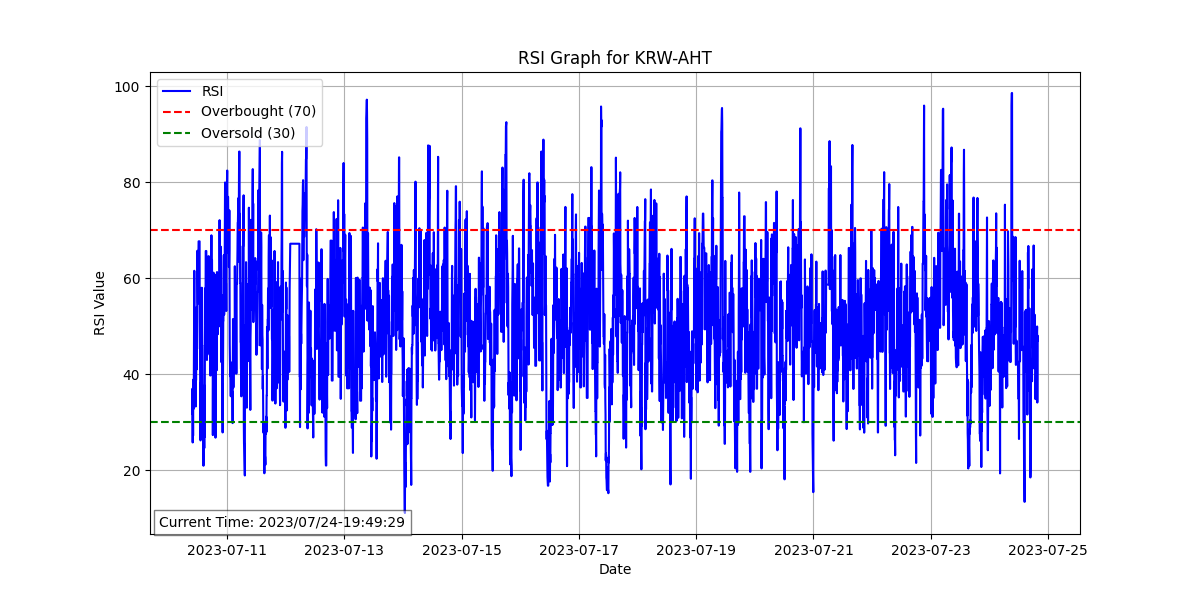 RSI Graph for KRW-AHT
RSI
Overbought (70)
Oversold (30)
100
80
60
40
20
RSI Value
Current Time: 2023/07/24-19:49:29
2023-07-11 2023-07-13 2023-07-15 2023-07-17 2023-07-19 2023-07-21 2023-07-23 2023-07-25
Date